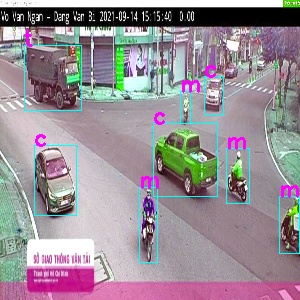 Vo Van Ngan - Dang Van Bi 2021-09-14 15:15:40 0.00
t
c
m
c
c
m
m
m
SỞ GIAO THÔNG VẬN TẢI